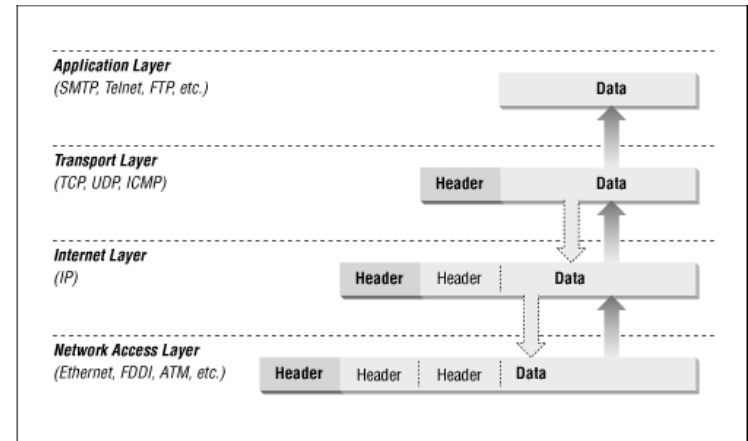 Application Layer
(SMTP, Telnet, FTP, etc.)
Data
Transport Layer
(TCP, UDP, ICMP)
Header Data
Internet Layer
(IP)
Header Header Data
Network Access Layer
(Ethernet, FDDI, ATM, etc.)
Header Header Header Data